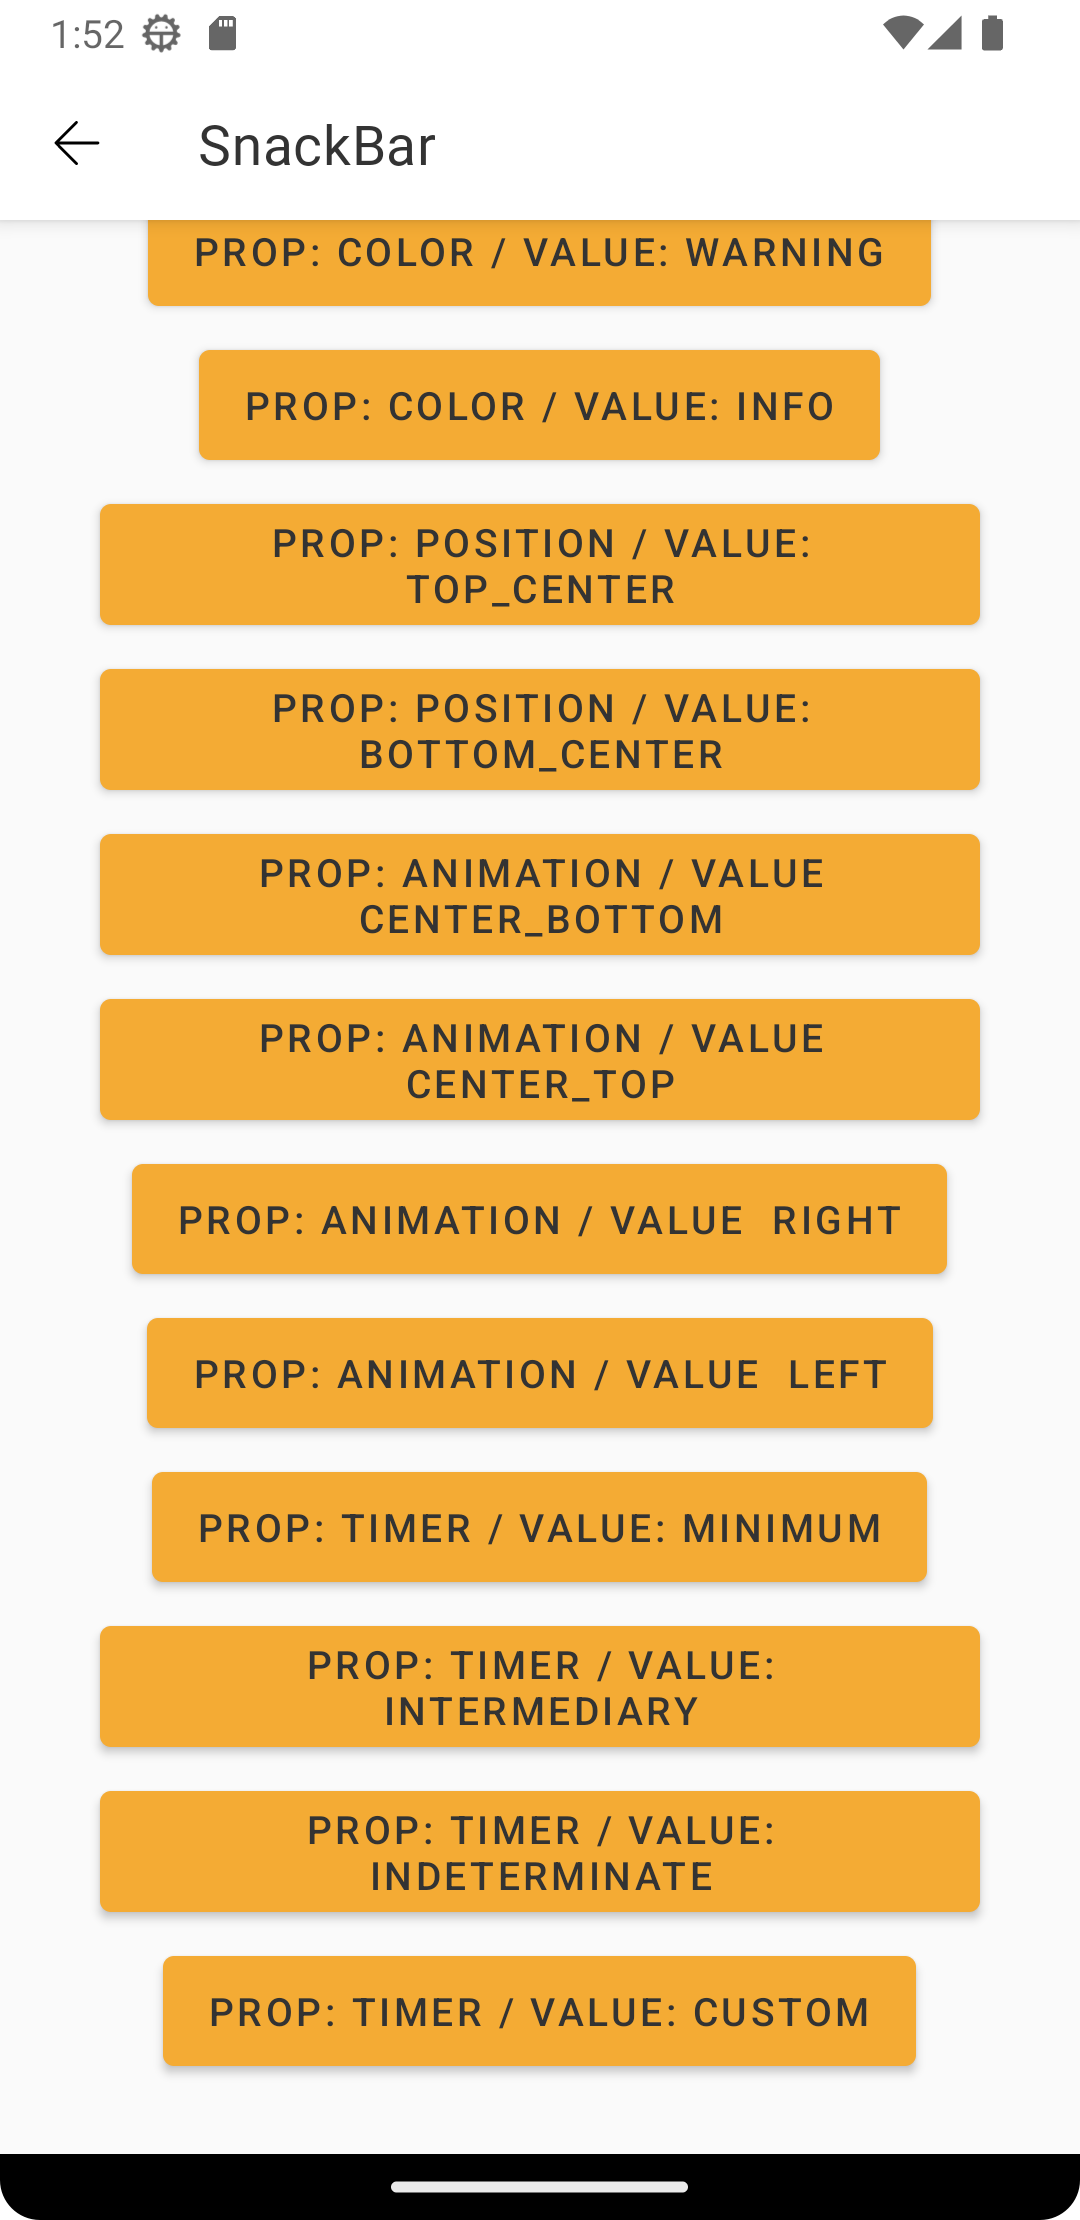 1:52
SnackBar
PROP: COLOR / VALUE: WARNING
PROP: COLOR / VALUE: INFO
PROP: POSITION / VALUE:
TOP_CENTER
PROP: POSITION / VALUE:
BOTTOM_CENTER
PROP: ANIMATION / VALUE
CENTER_BOTTOM
PROP: ANIMATION / VALUE
CENTER_TOP
PROP: ANIMATION / VALUE  RIGHT
PROP: ANIMATION / VALUE  LEFT
PROP: TIMER / VALUE: MINIMUM
PROP: TIMER / VALUE:
INTERMEDIARY
PROP: TIMER / VALUE:
INDETERMINATE
PROP: TIMER / VALUE: CUSTOM